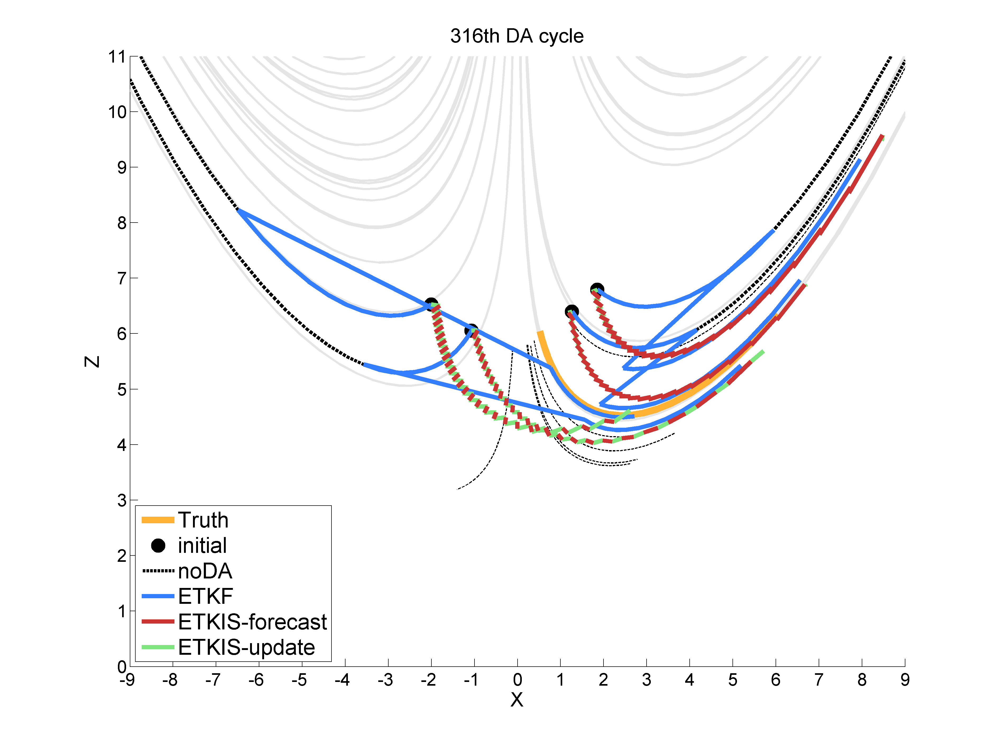 316th DA cycle
11
10
9
8
7
6
5
4
3
2
1
0
Z
Truth
initial
noDA
ETKF
ETKIS-forecast
ETKIS-update
-9 -8 -7 -6 -5 -4 -3 -2 -1 0 1 2 3 4 5 6 7 8 9
X